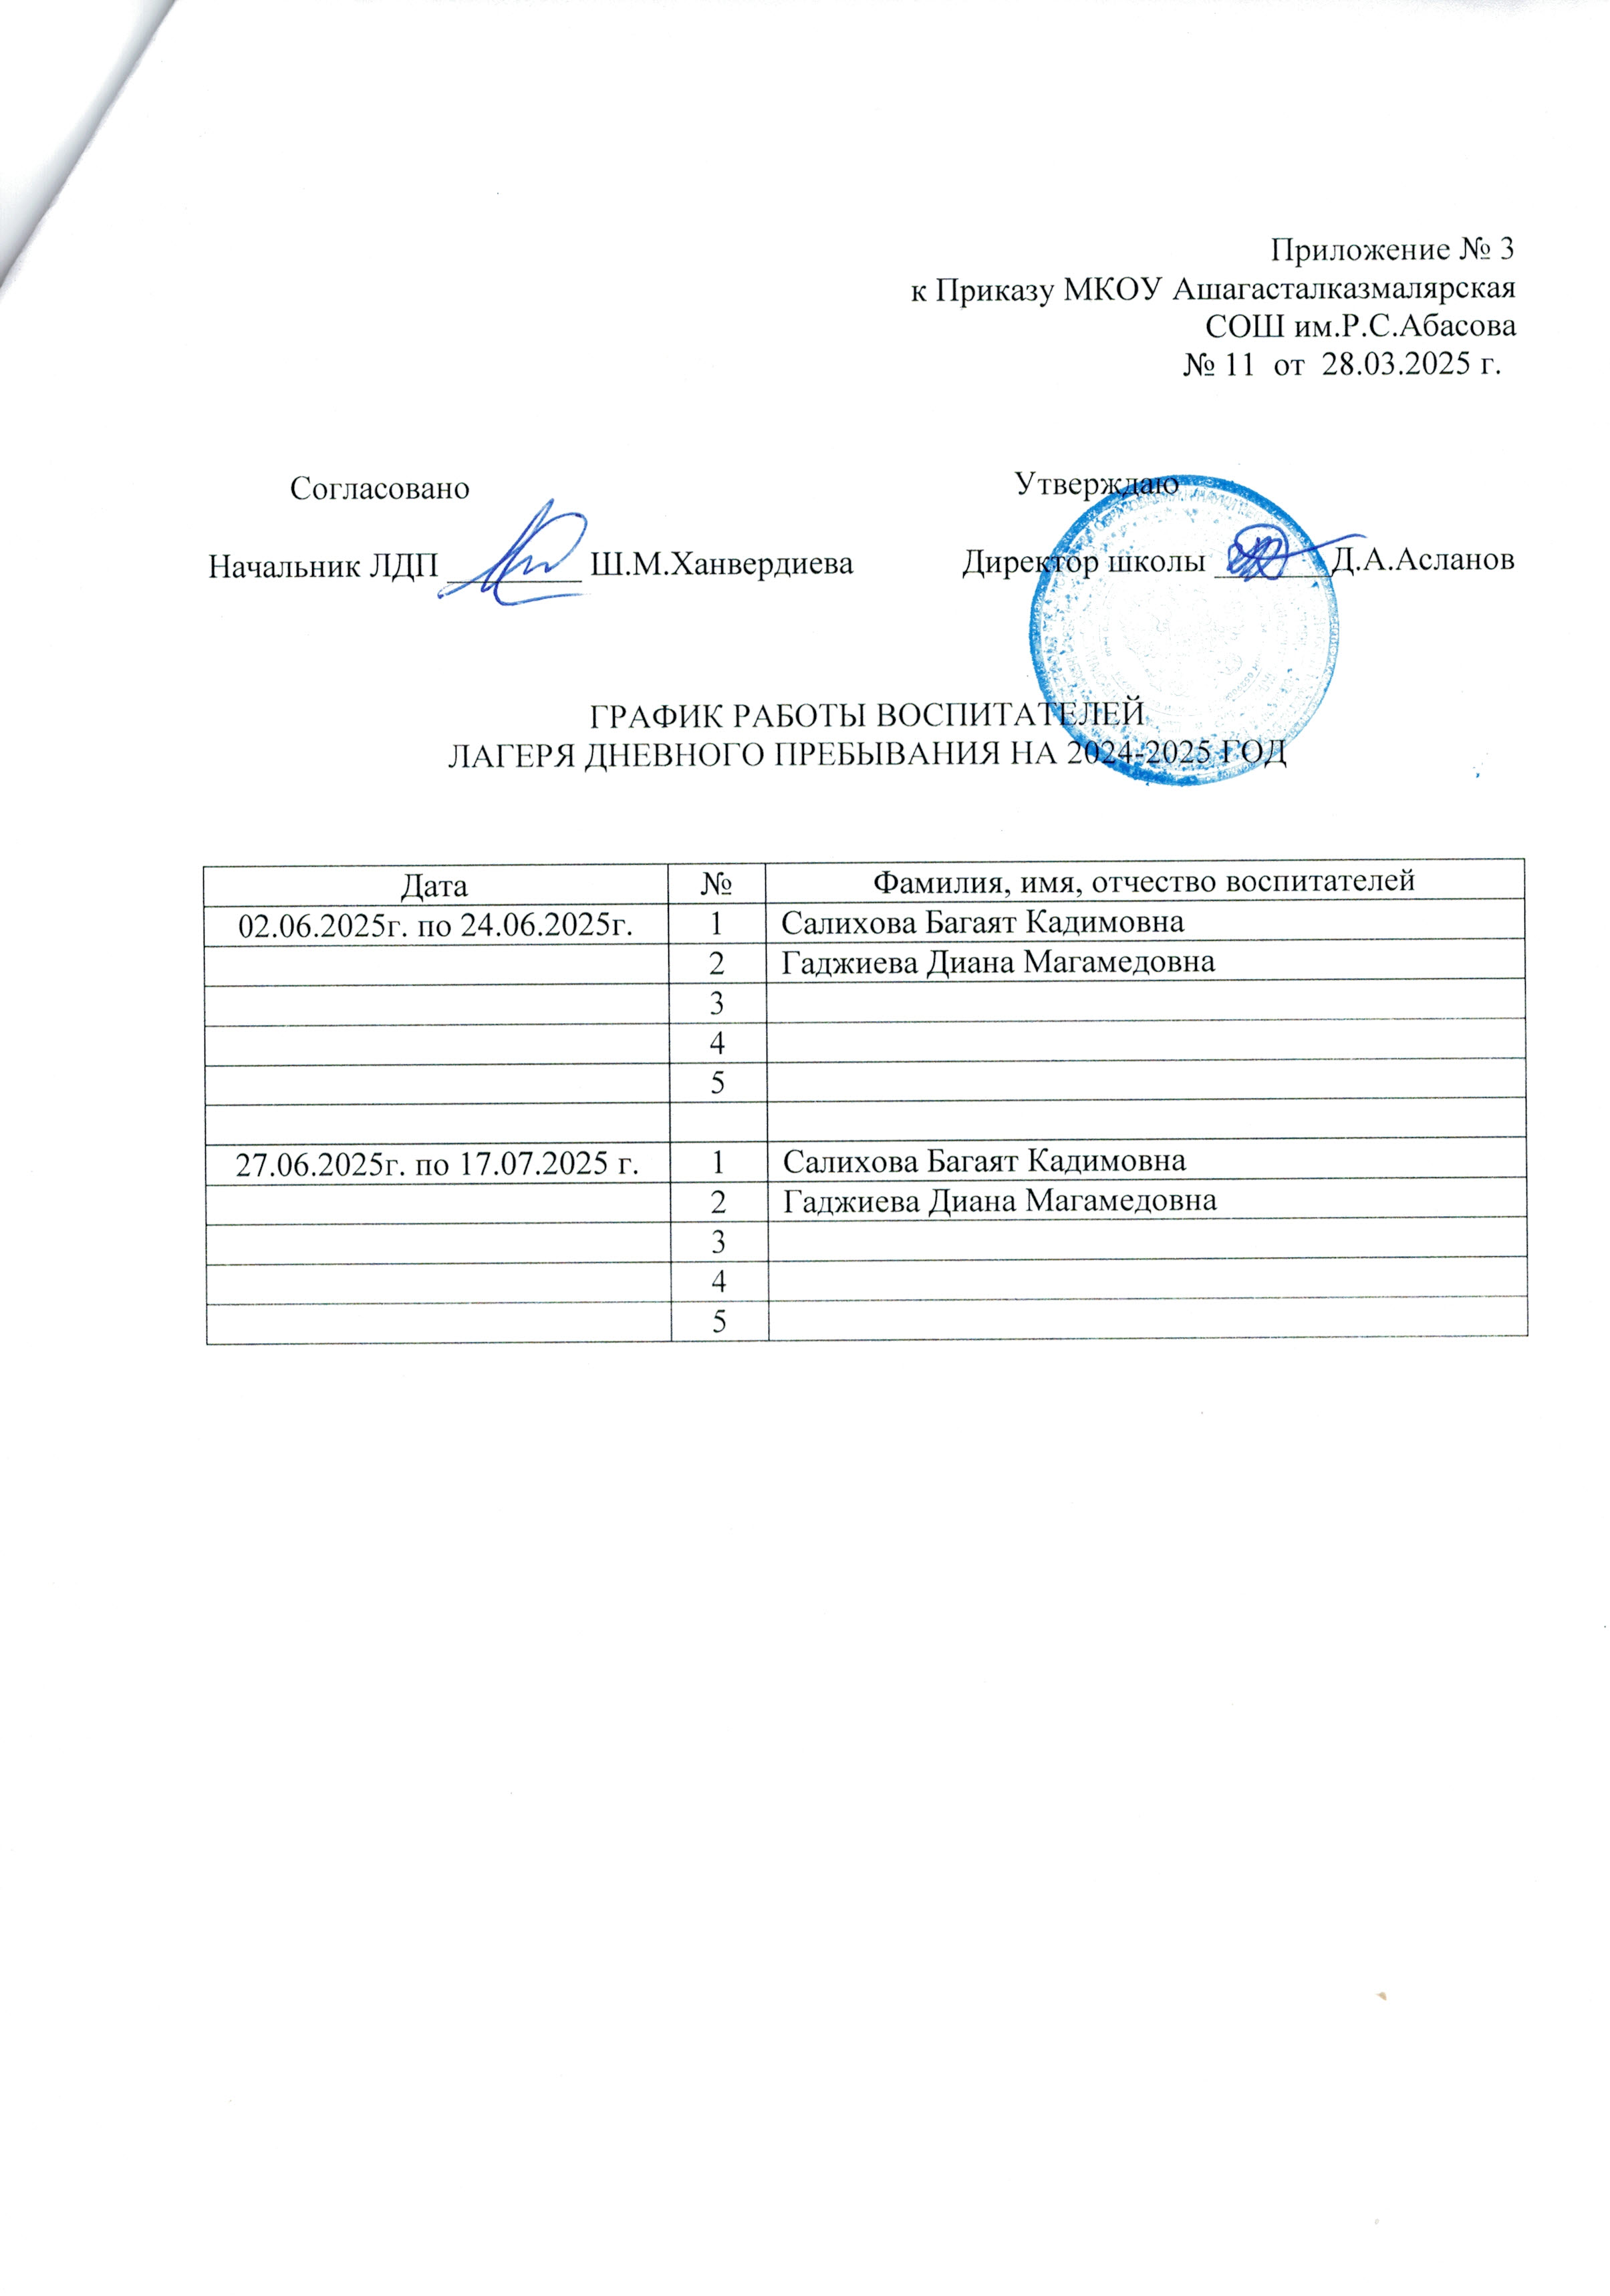 Приложение № 3
к Приказу МКОУ Ашагасталказмалярская
СОШ им.Р.С.Абасова
№ 11 от 28.03.2025 г.
Согласовано Утверждаю
Начальник ЛДП __________ Ш.М.Ханвердиева Директор школы _________Д.А.Асланов
ГРАФИК РАБОТЫ ВОСПИТАТЕЛЕЙ
ЛАГЕРЯ ДНЕВНОГО ПРЕБЫВАНИЯ НА 2024-2025 ГОД
Дата № Фамилия, имя, отчество воспитателей
02.06.2025г. по 24.06.2025г. 1 Салихова Багаят Кадимовна
2 Гаджиева Диана Магамедовна
3
4
5
27.06.2025г. по 17.07.2025 г. 1 Салихова Багаят Кадимовна
2 Гаджиева Диана Магамедовна
3
4
5